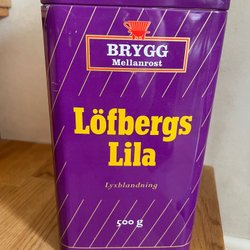 BRYGG
Mellanrost
Löfbergs
Lila
Lyxblandning
500 g